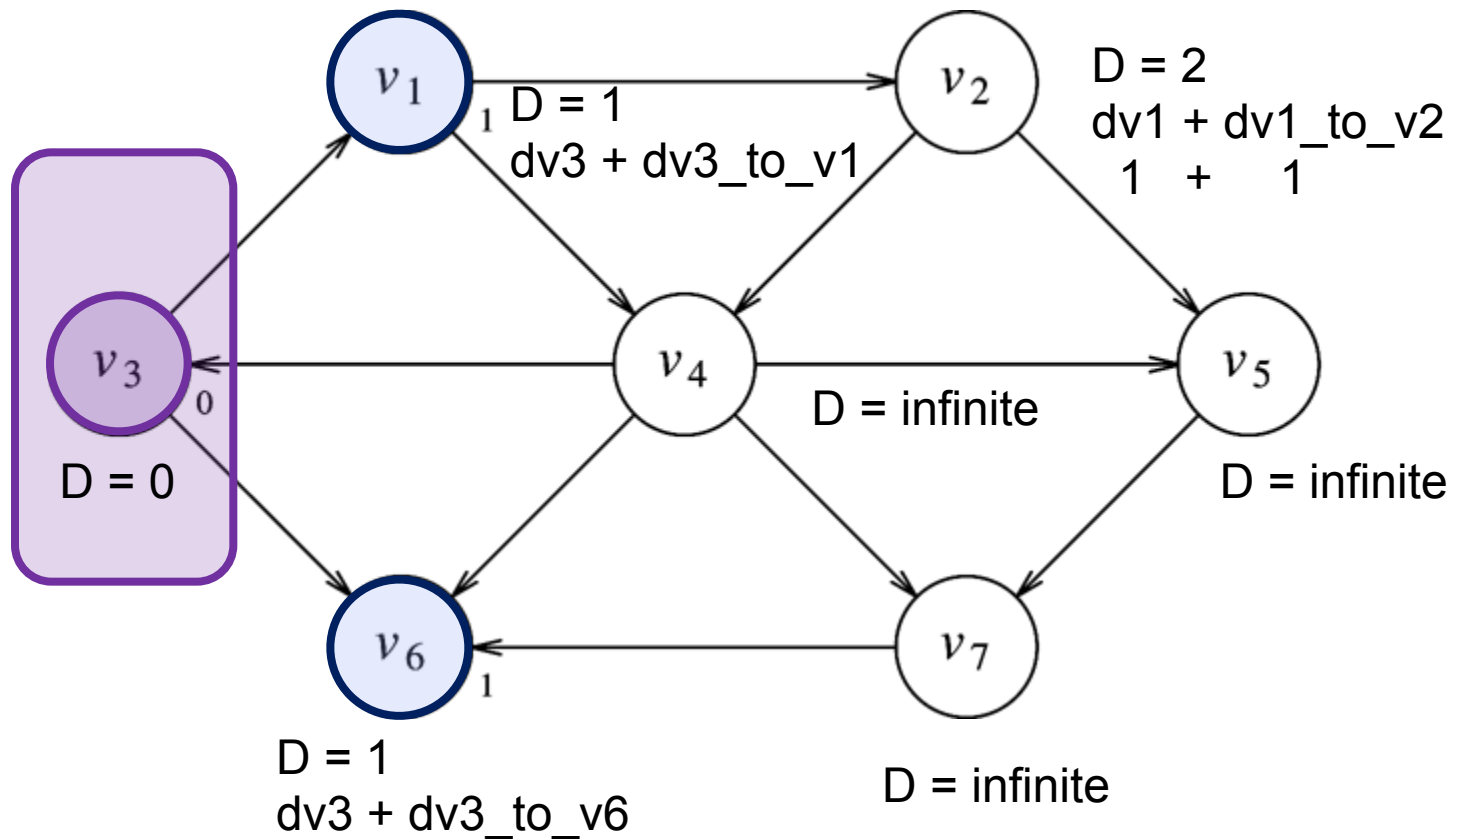 v1
v2
D = 2
dv1 + dv1_to_v2
1 + 1
1
D = 1
dv3 + dv3_to_v1
v3
0
D = 0
v4
D = infinite
v5
D = infinite
v6
1
D = 1
dv3 + dv3_to_v6
v7
D = infinite